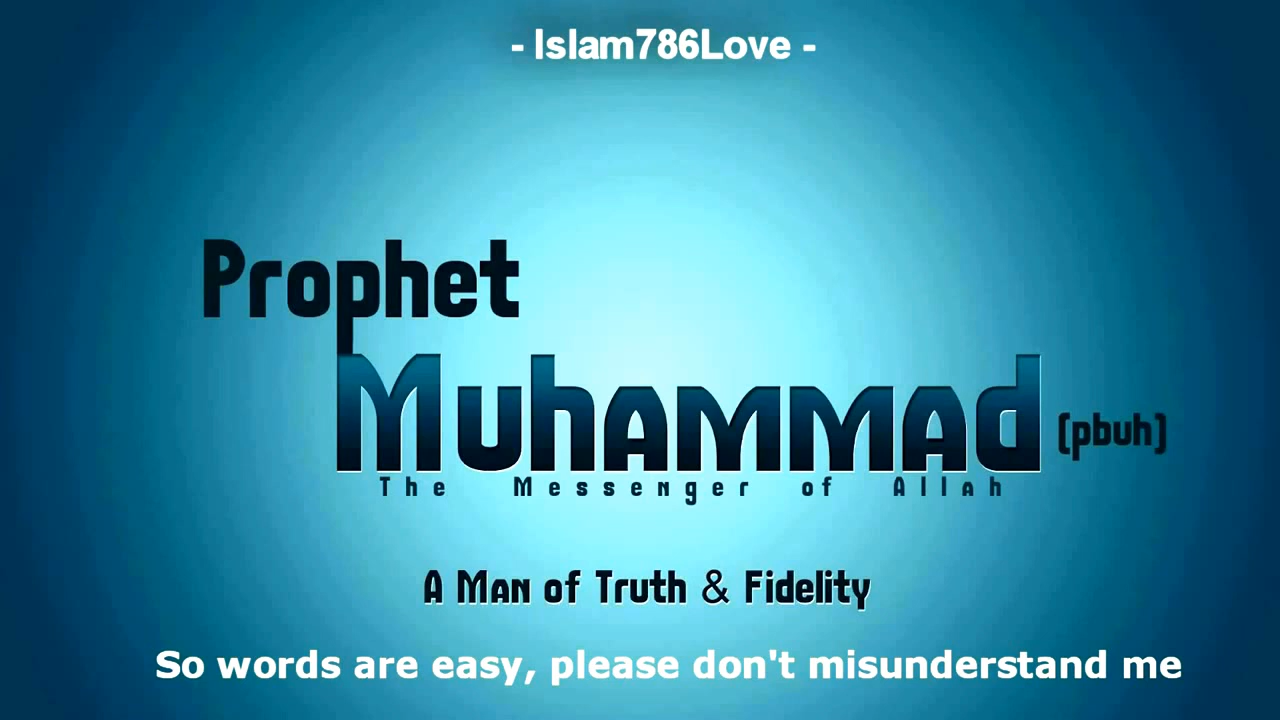 - Islam786Love -
Prophet
Muhammad (pbuh)
The Messenger of Allah
A Man of Truth & Fidelity
So words are easy, please don't misunderstand me